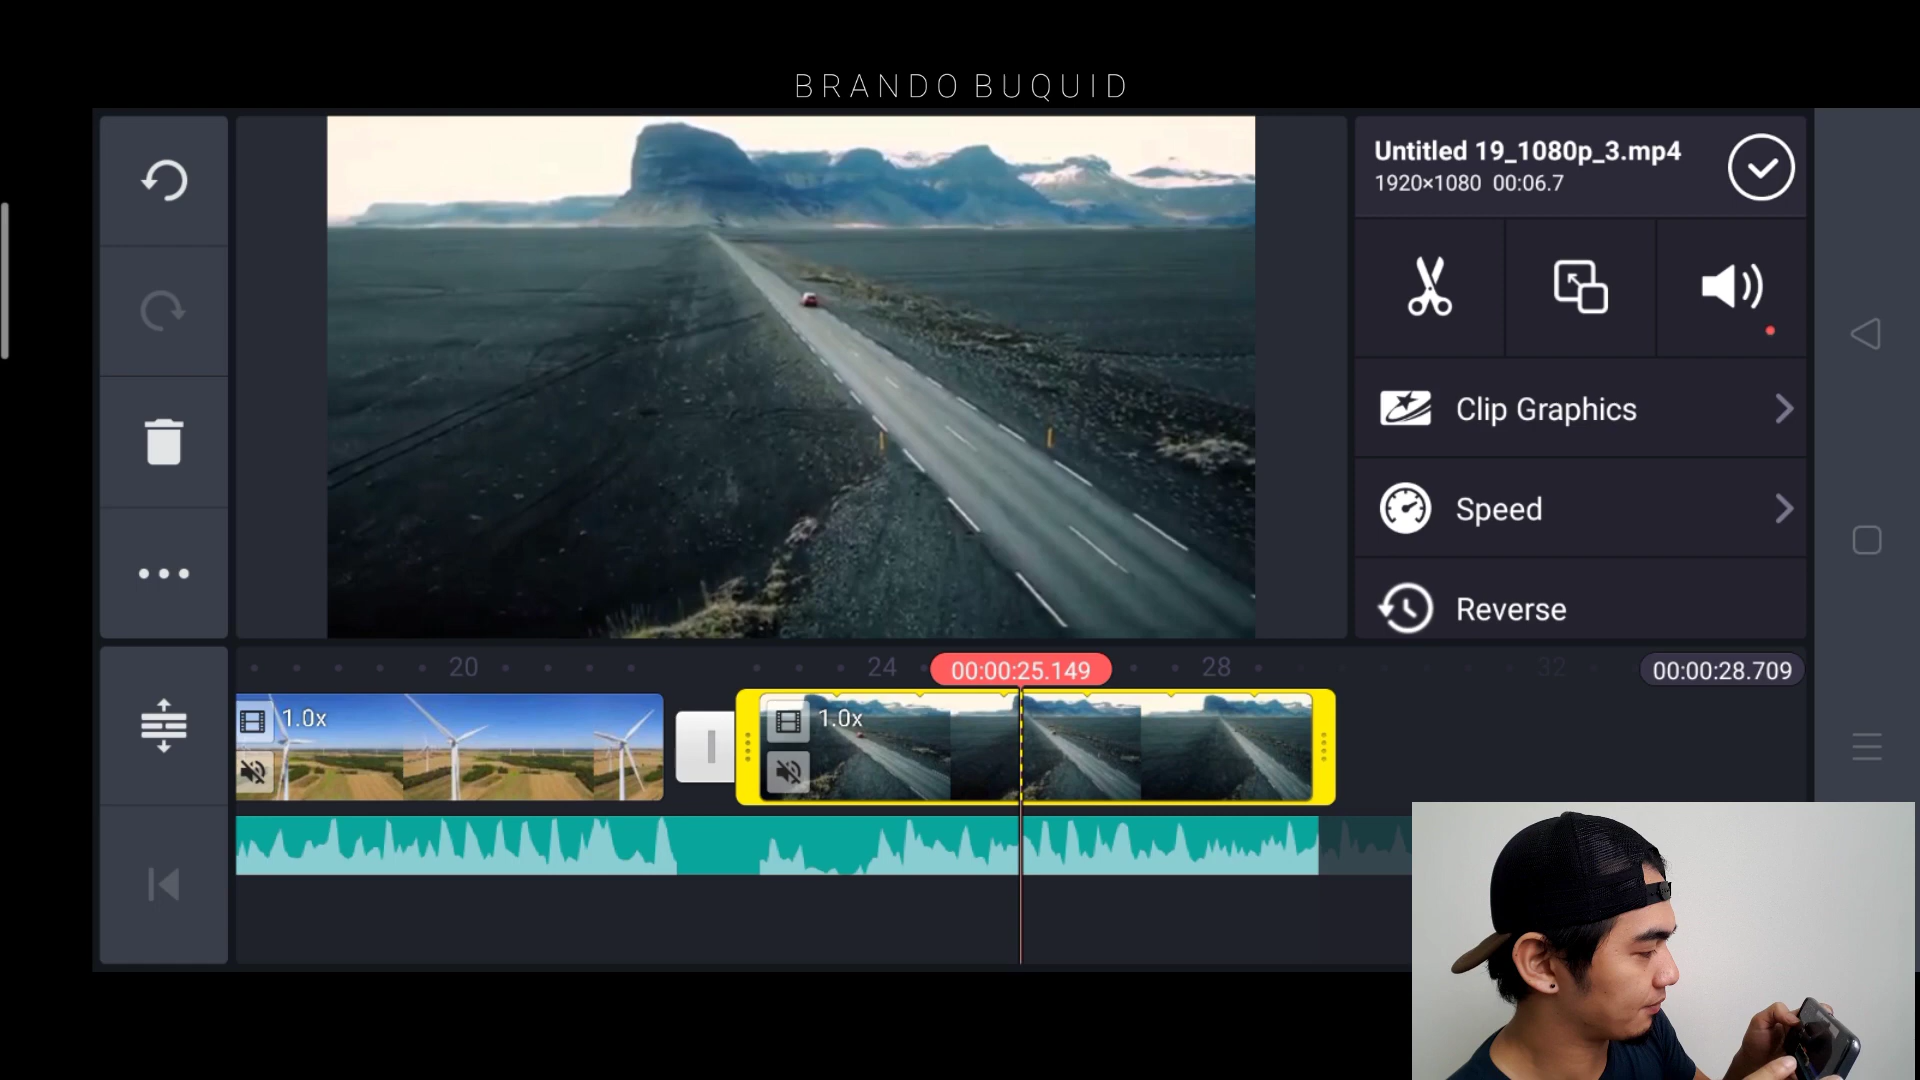 BRANDO BUQUID
Untitled 19_1080p_3.mp4
1920×1080 00:06.7
Clip Graphics
Speed
Reverse
20
24
00:00:25.149
28
32
00:00:28.709
1.0x
1.0x